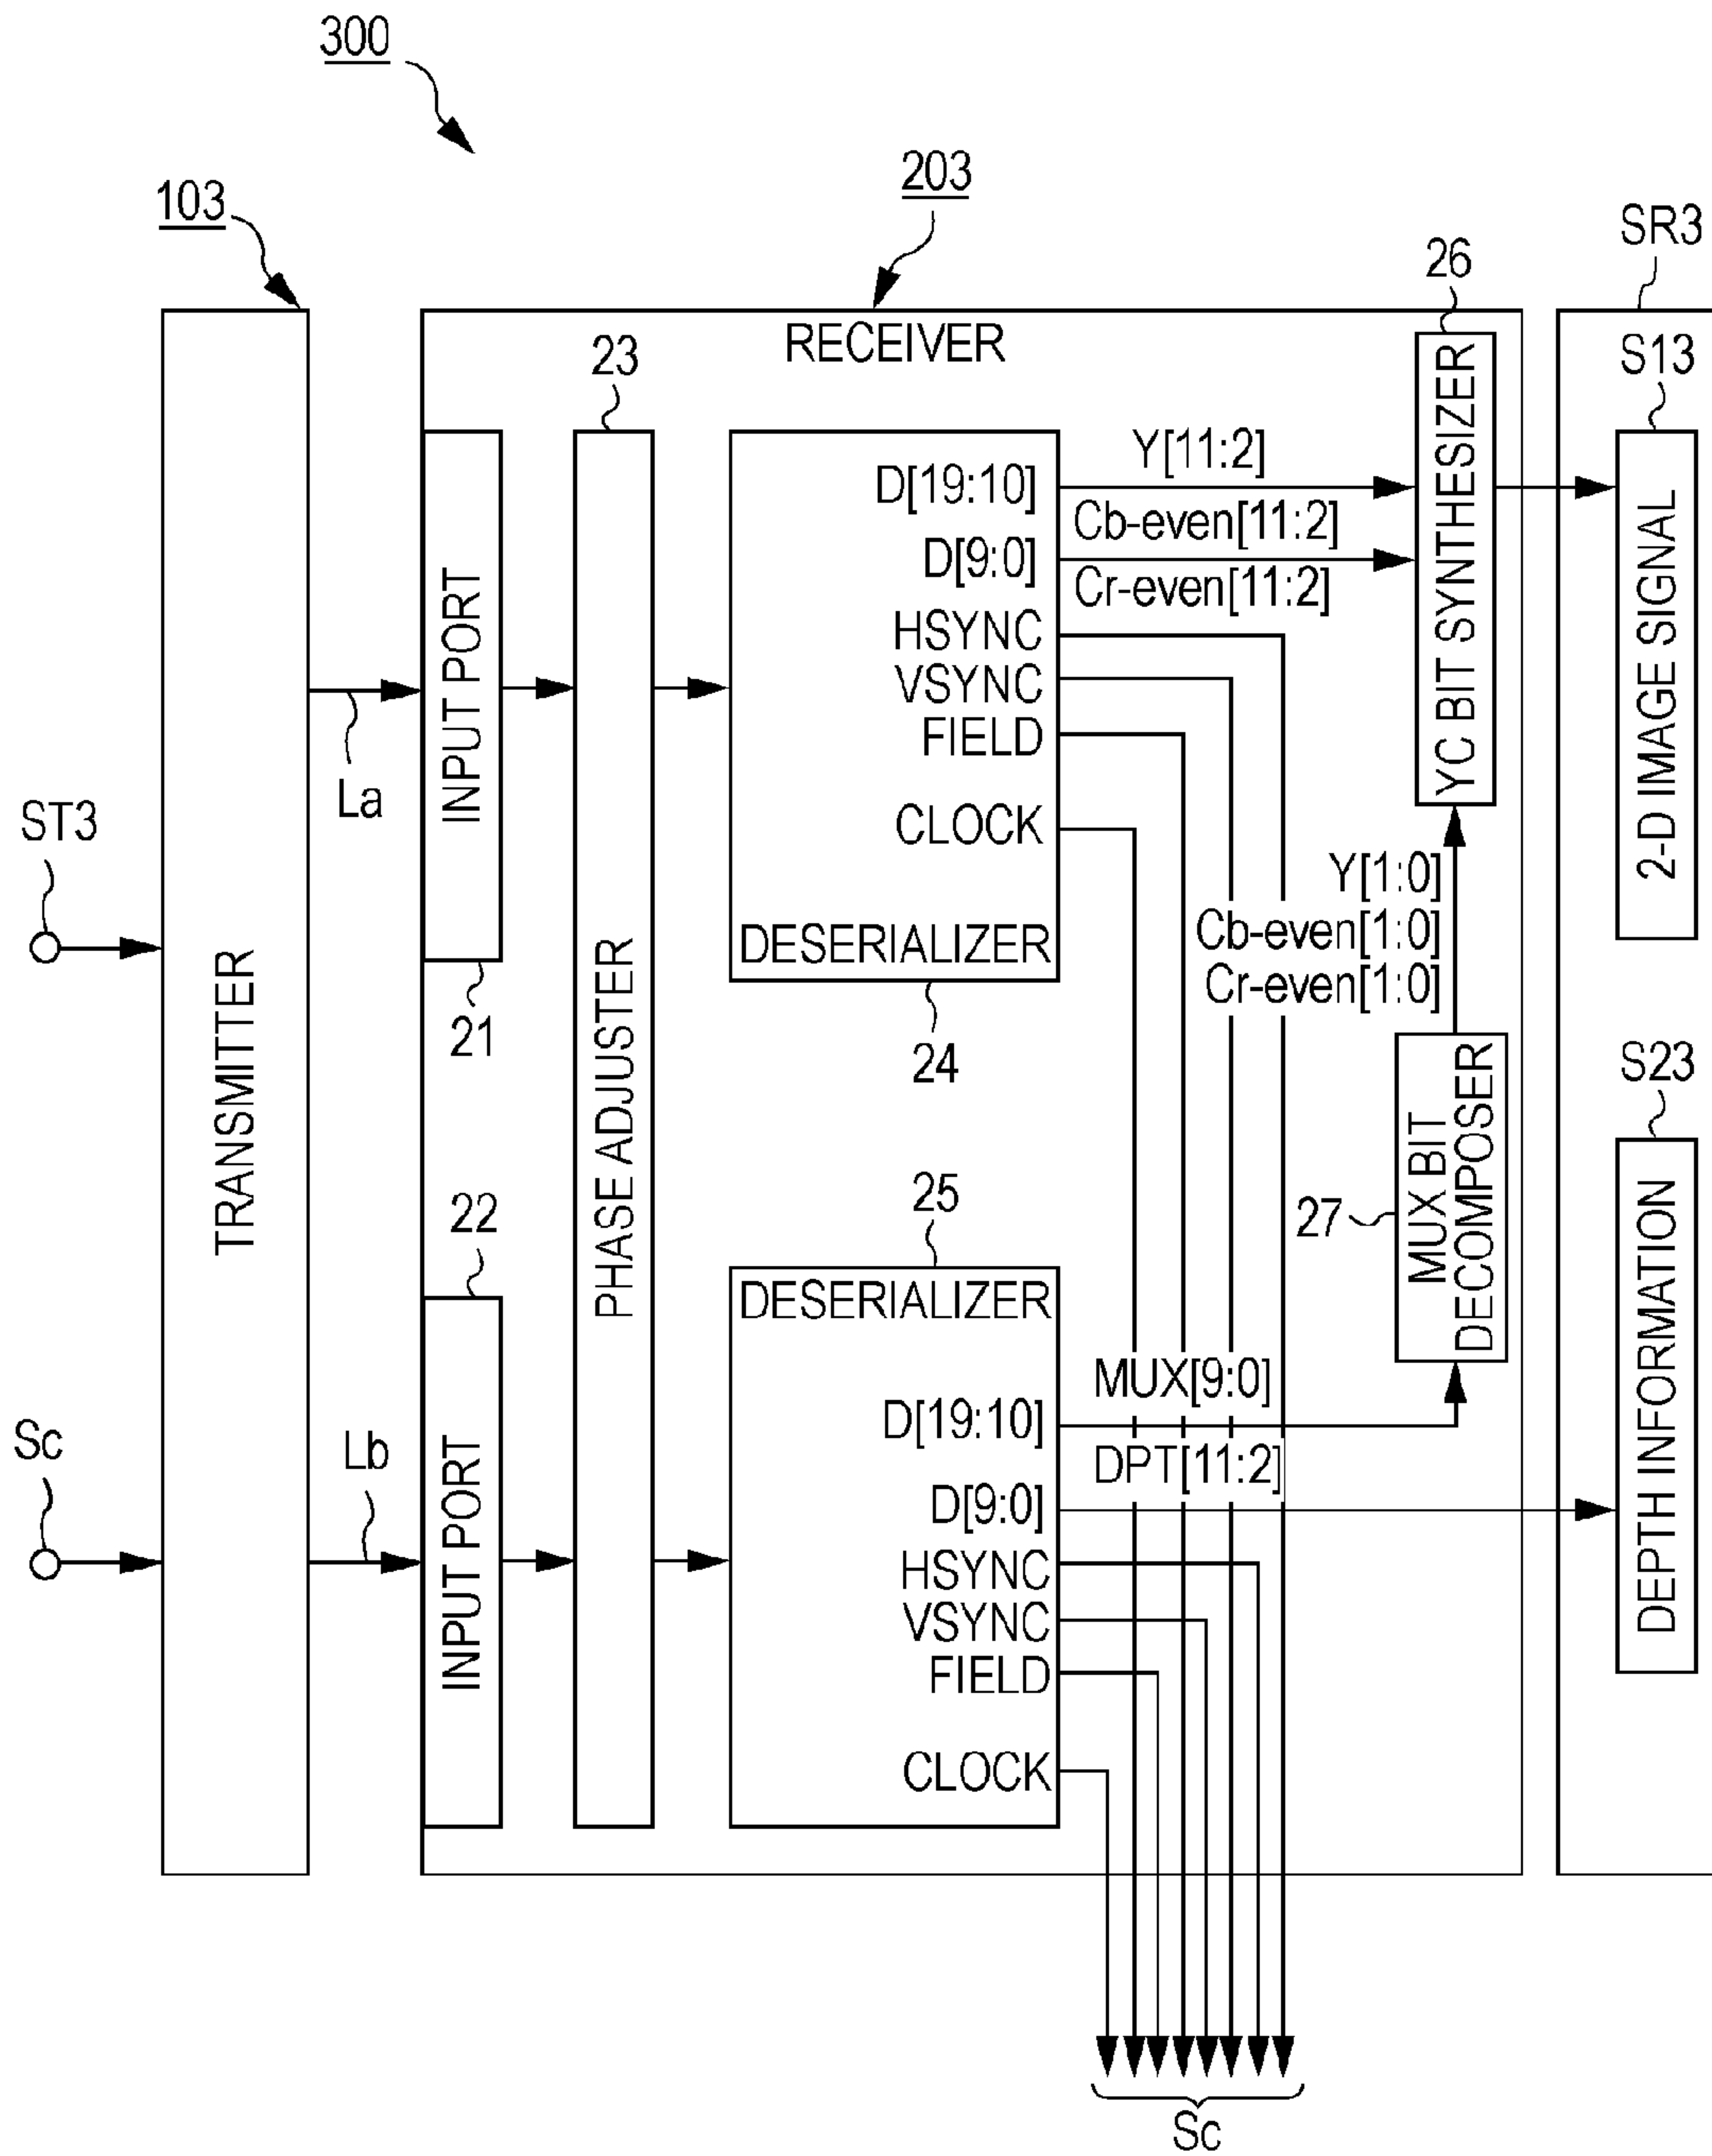 300
103
203
SR3
26
RECEIVER
23
S13
YC BIT SYNTHESIZER
2-D IMAGE SIGNAL
D[19:10]
Y[11:2]
Cb-even[11:2]
D[9:0]
Cr-even[11:2]
HSYNC
VSYNC
FIELD
CLOCK
DESERIALIZER
24
INPUT PORT
21
La
ST3
TRANSMITTER
PHASE ADJUSTER
Y[1:0]
Cb-even[1:0]
Cr-even[1:0]
S23
MUX BIT
DECOMPOSER
27
DEPTH INFORMATION
22
25
DESERIALIZER
MUX[9:0]
D[19:10]
DPT[11:2]
D[9:0]
HSYNC
VSYNC
FIELD
CLOCK
INPUT PORT
Sc
Lb
Sc